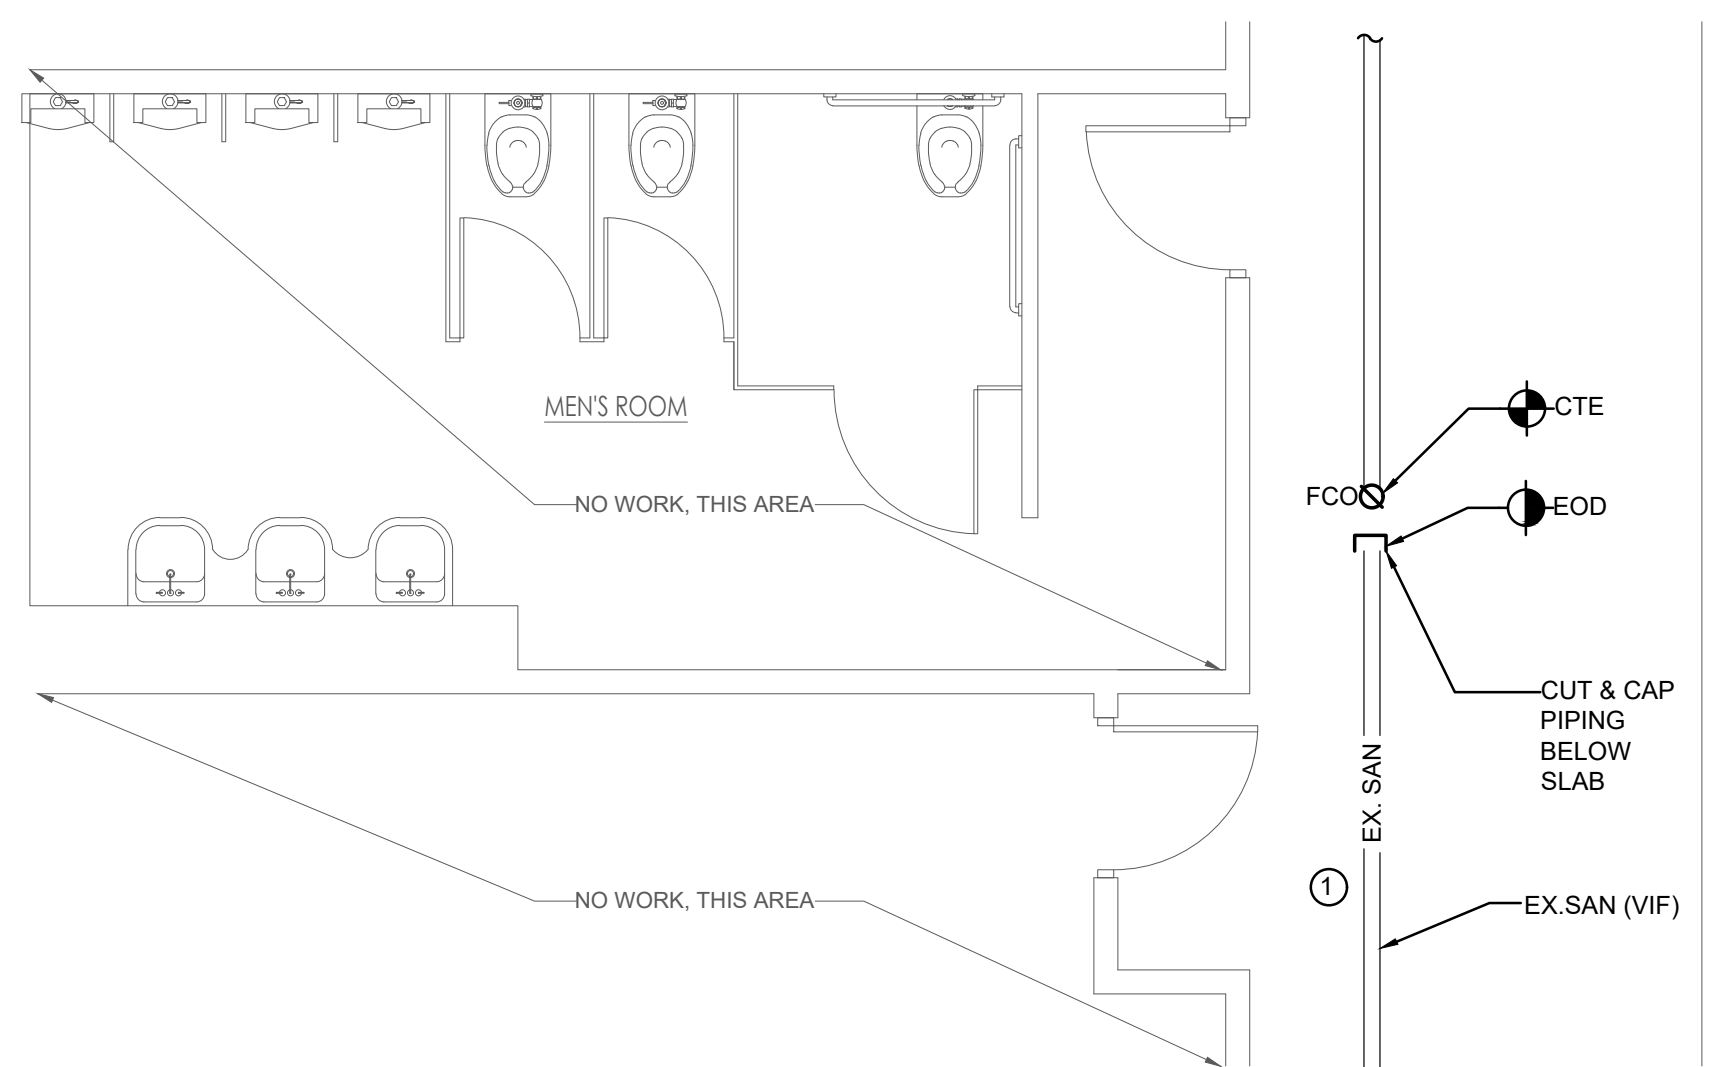 MEN'S ROOM
NO WORK, THIS AREA
CTE
FCO
EOD
CUT & CAP
PIPING
BELOW
SLAB
EX. SAN
1
NO WORK, THIS AREA
EX.SAN (VIF)